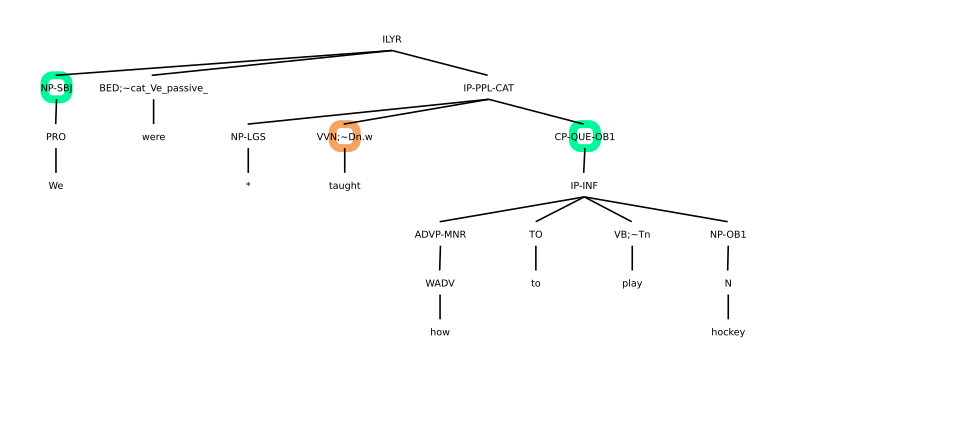 ILYR
NP-SBJ BED;~cat_Ve_passive_ IP-PPL-CAT
PRO were NP-LGS VVN;~Dn.w CP-QUE-OB1
We * taught IP-INF
ADVP-MNR TO VB;~Tn NP-OB1
WADV to play N
how hockey